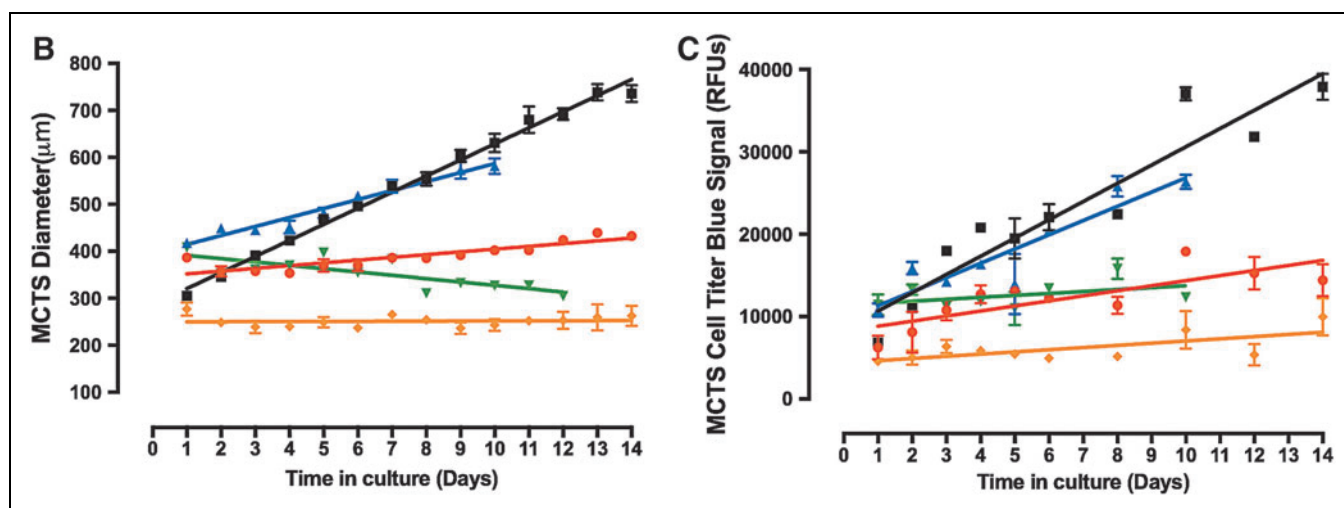 B
MCTS Diameter(μm)
800
700
600
500
400
300
200
100
0 1 2 3 4 5 6 7 8 9 10 11 12 13 14
Time in culture (Days)
C
MCTS Cell Titer Blue Signal (RFUs)
40000
30000
20000
10000
0
0 1 2 3 4 5 6 7 8 9 10 11 12 13 14
Time in culture (Days)